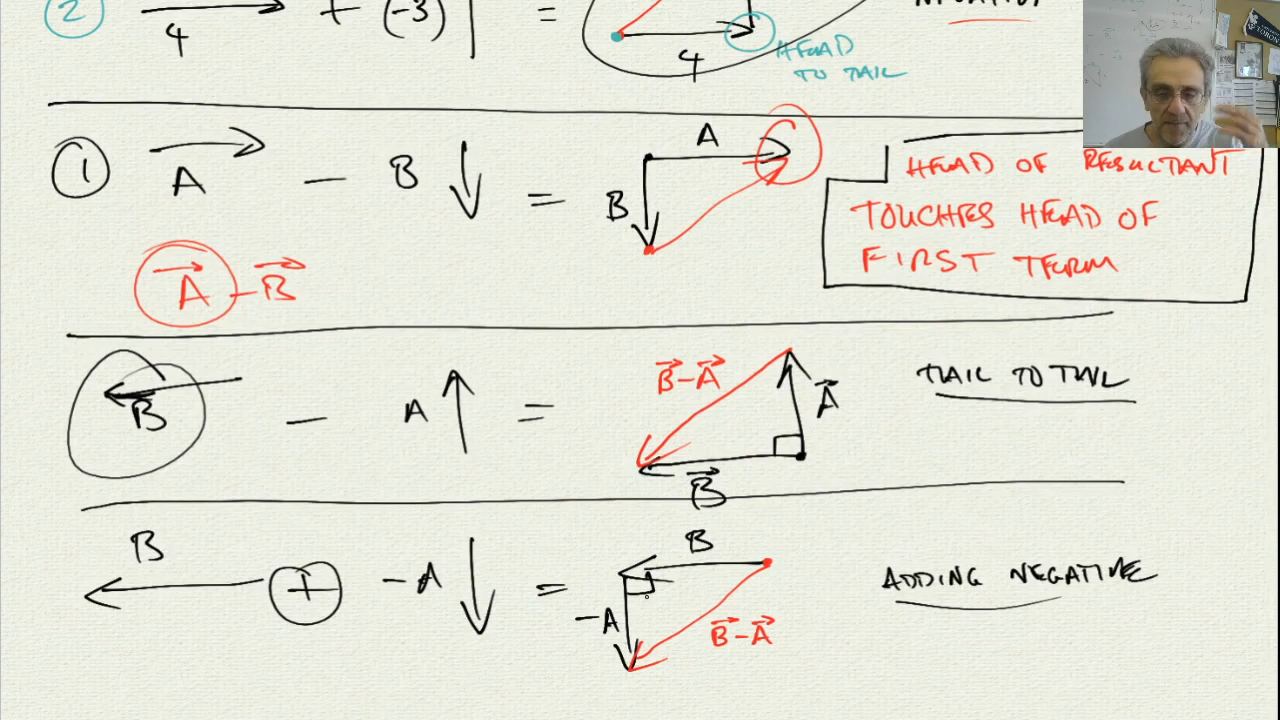 2 4 + (-3) = 4 HEAD
TO TAIL
1 A - B = A B
HEAD OF RESULTANT
TOUCHES HEAD OF
FIRST TERM
A - B
B - A = B-A A B TAIL TO TAIL
B + -A = B -A B-A ADDING NEGATIVE